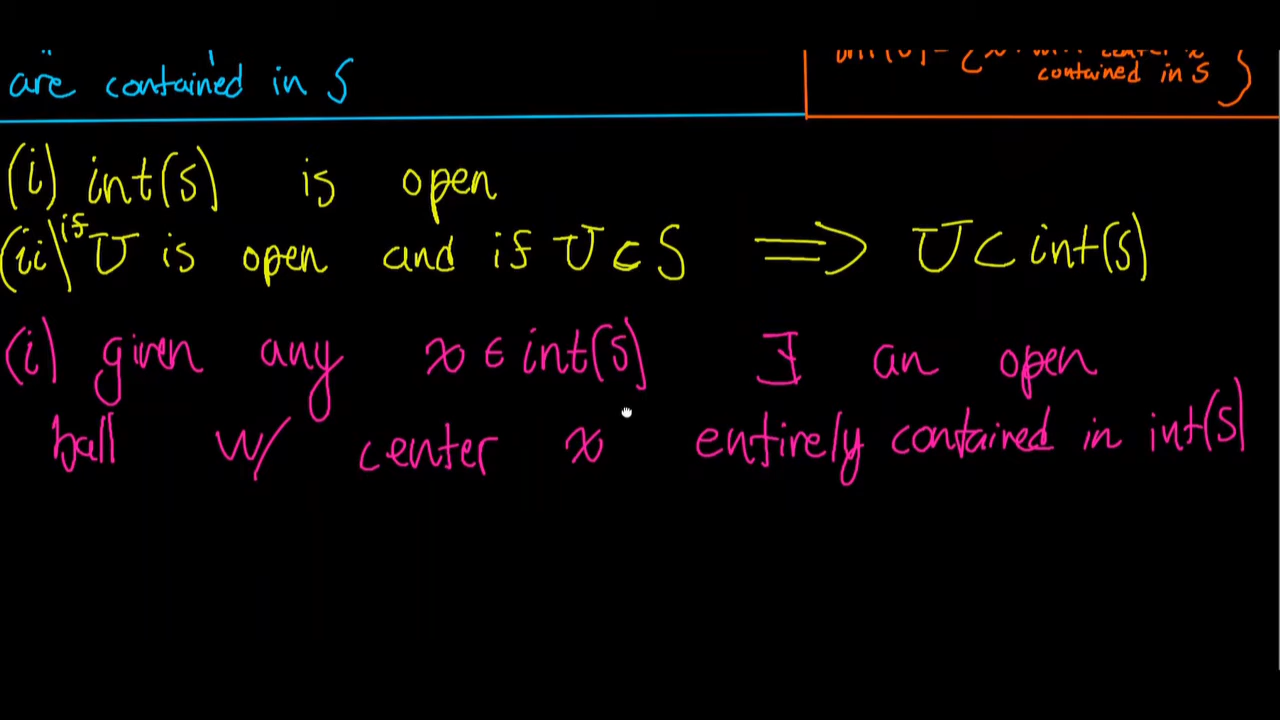 are contained in S
contained in S }
(i) int(S) is open
(ii) if U is open and if U ⊂ S ⟹ U ⊂ int(S)
(i) given any x ∈ int(S) ∃ an open
ball w/ center x entirely contained in int(S)